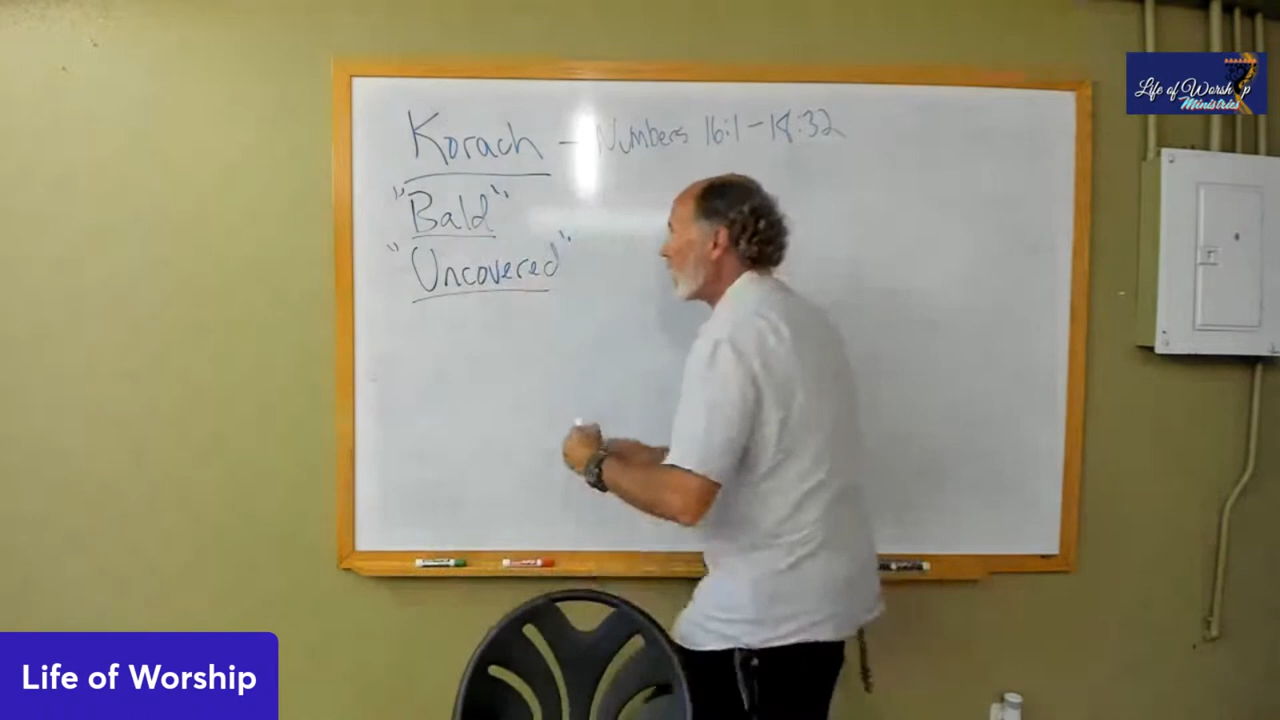 Korach - Numbers 16:1-18:32
"Bald"
"Uncovered"
Life of Worship
Ministries
Life of Worship